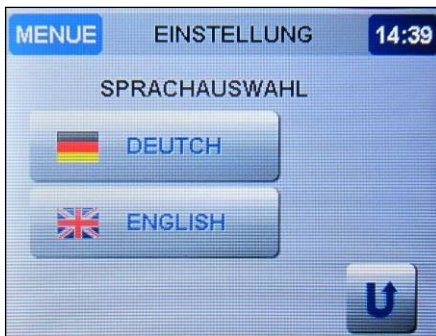 MENUE EINSTELLUNG 14:39
SPRACHAUSWAHL
DEUTCH
ENGLISH